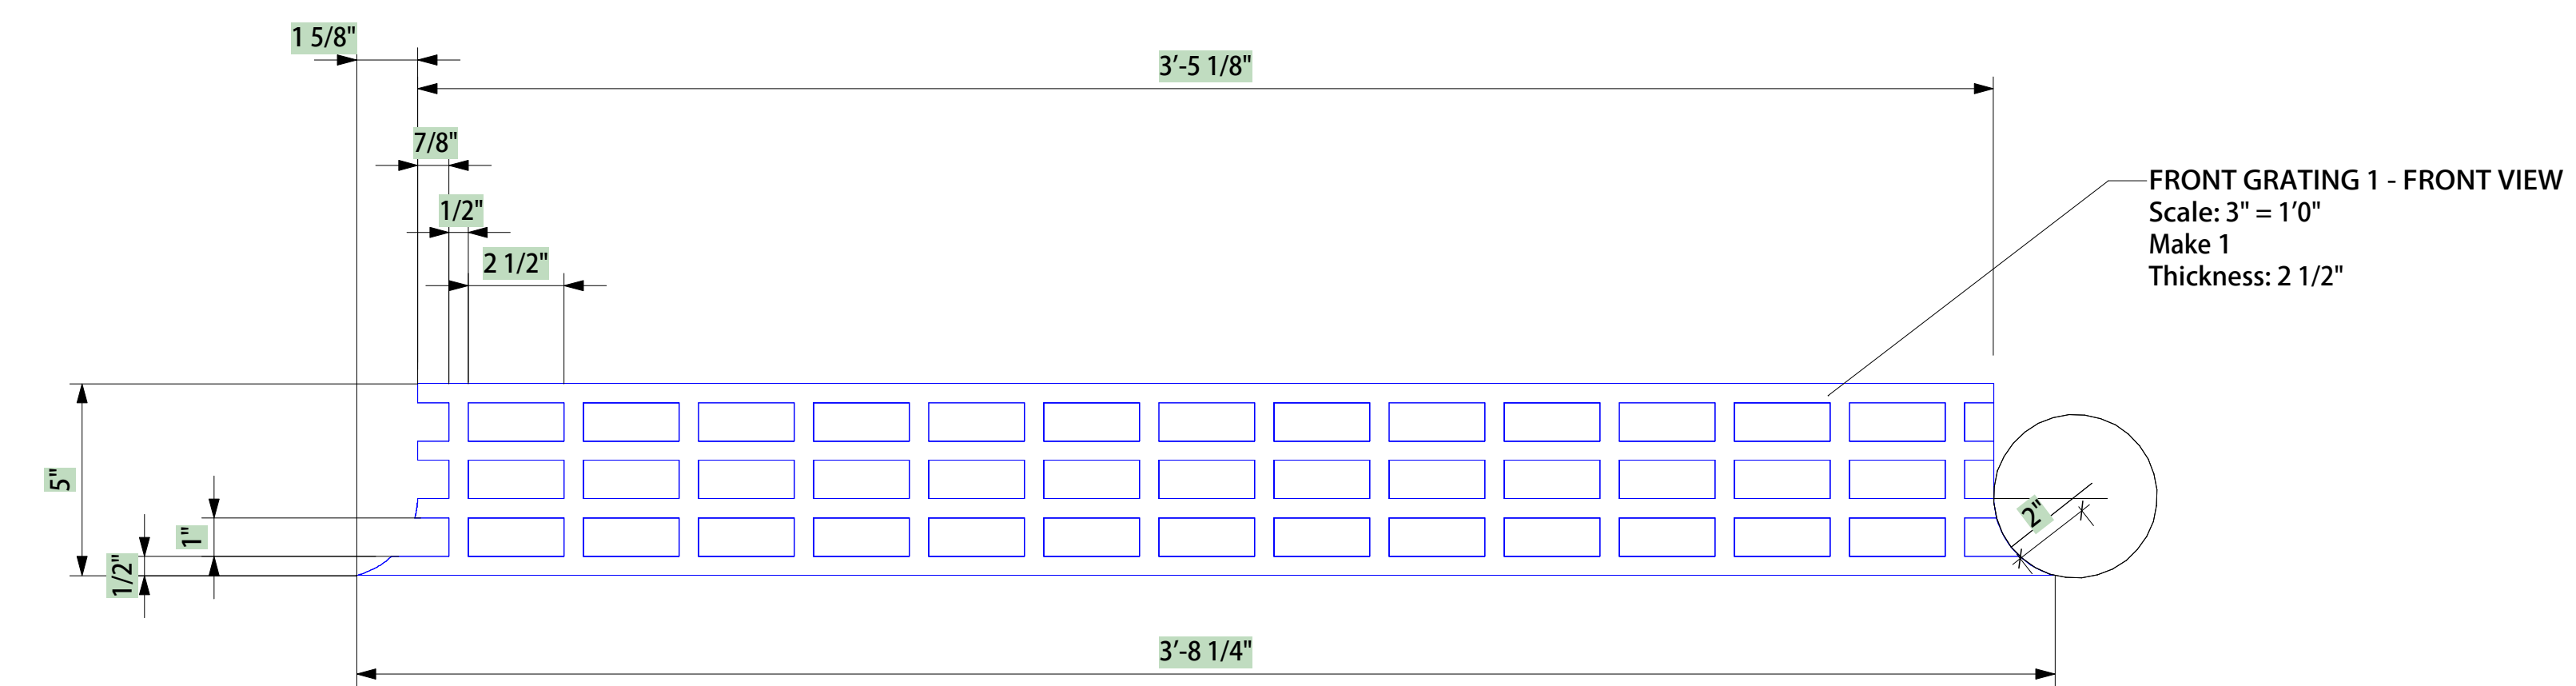 1 5/8"
3'-5 1/8"
7/8"
FRONT GRATING 1 - FRONT VIEW
Scale: 3" = 1'0"
Make 1
Thickness: 2 1/2"
1/2"
2 1/2"
5"
1"
1/2"
2"
3'-8 1/4"